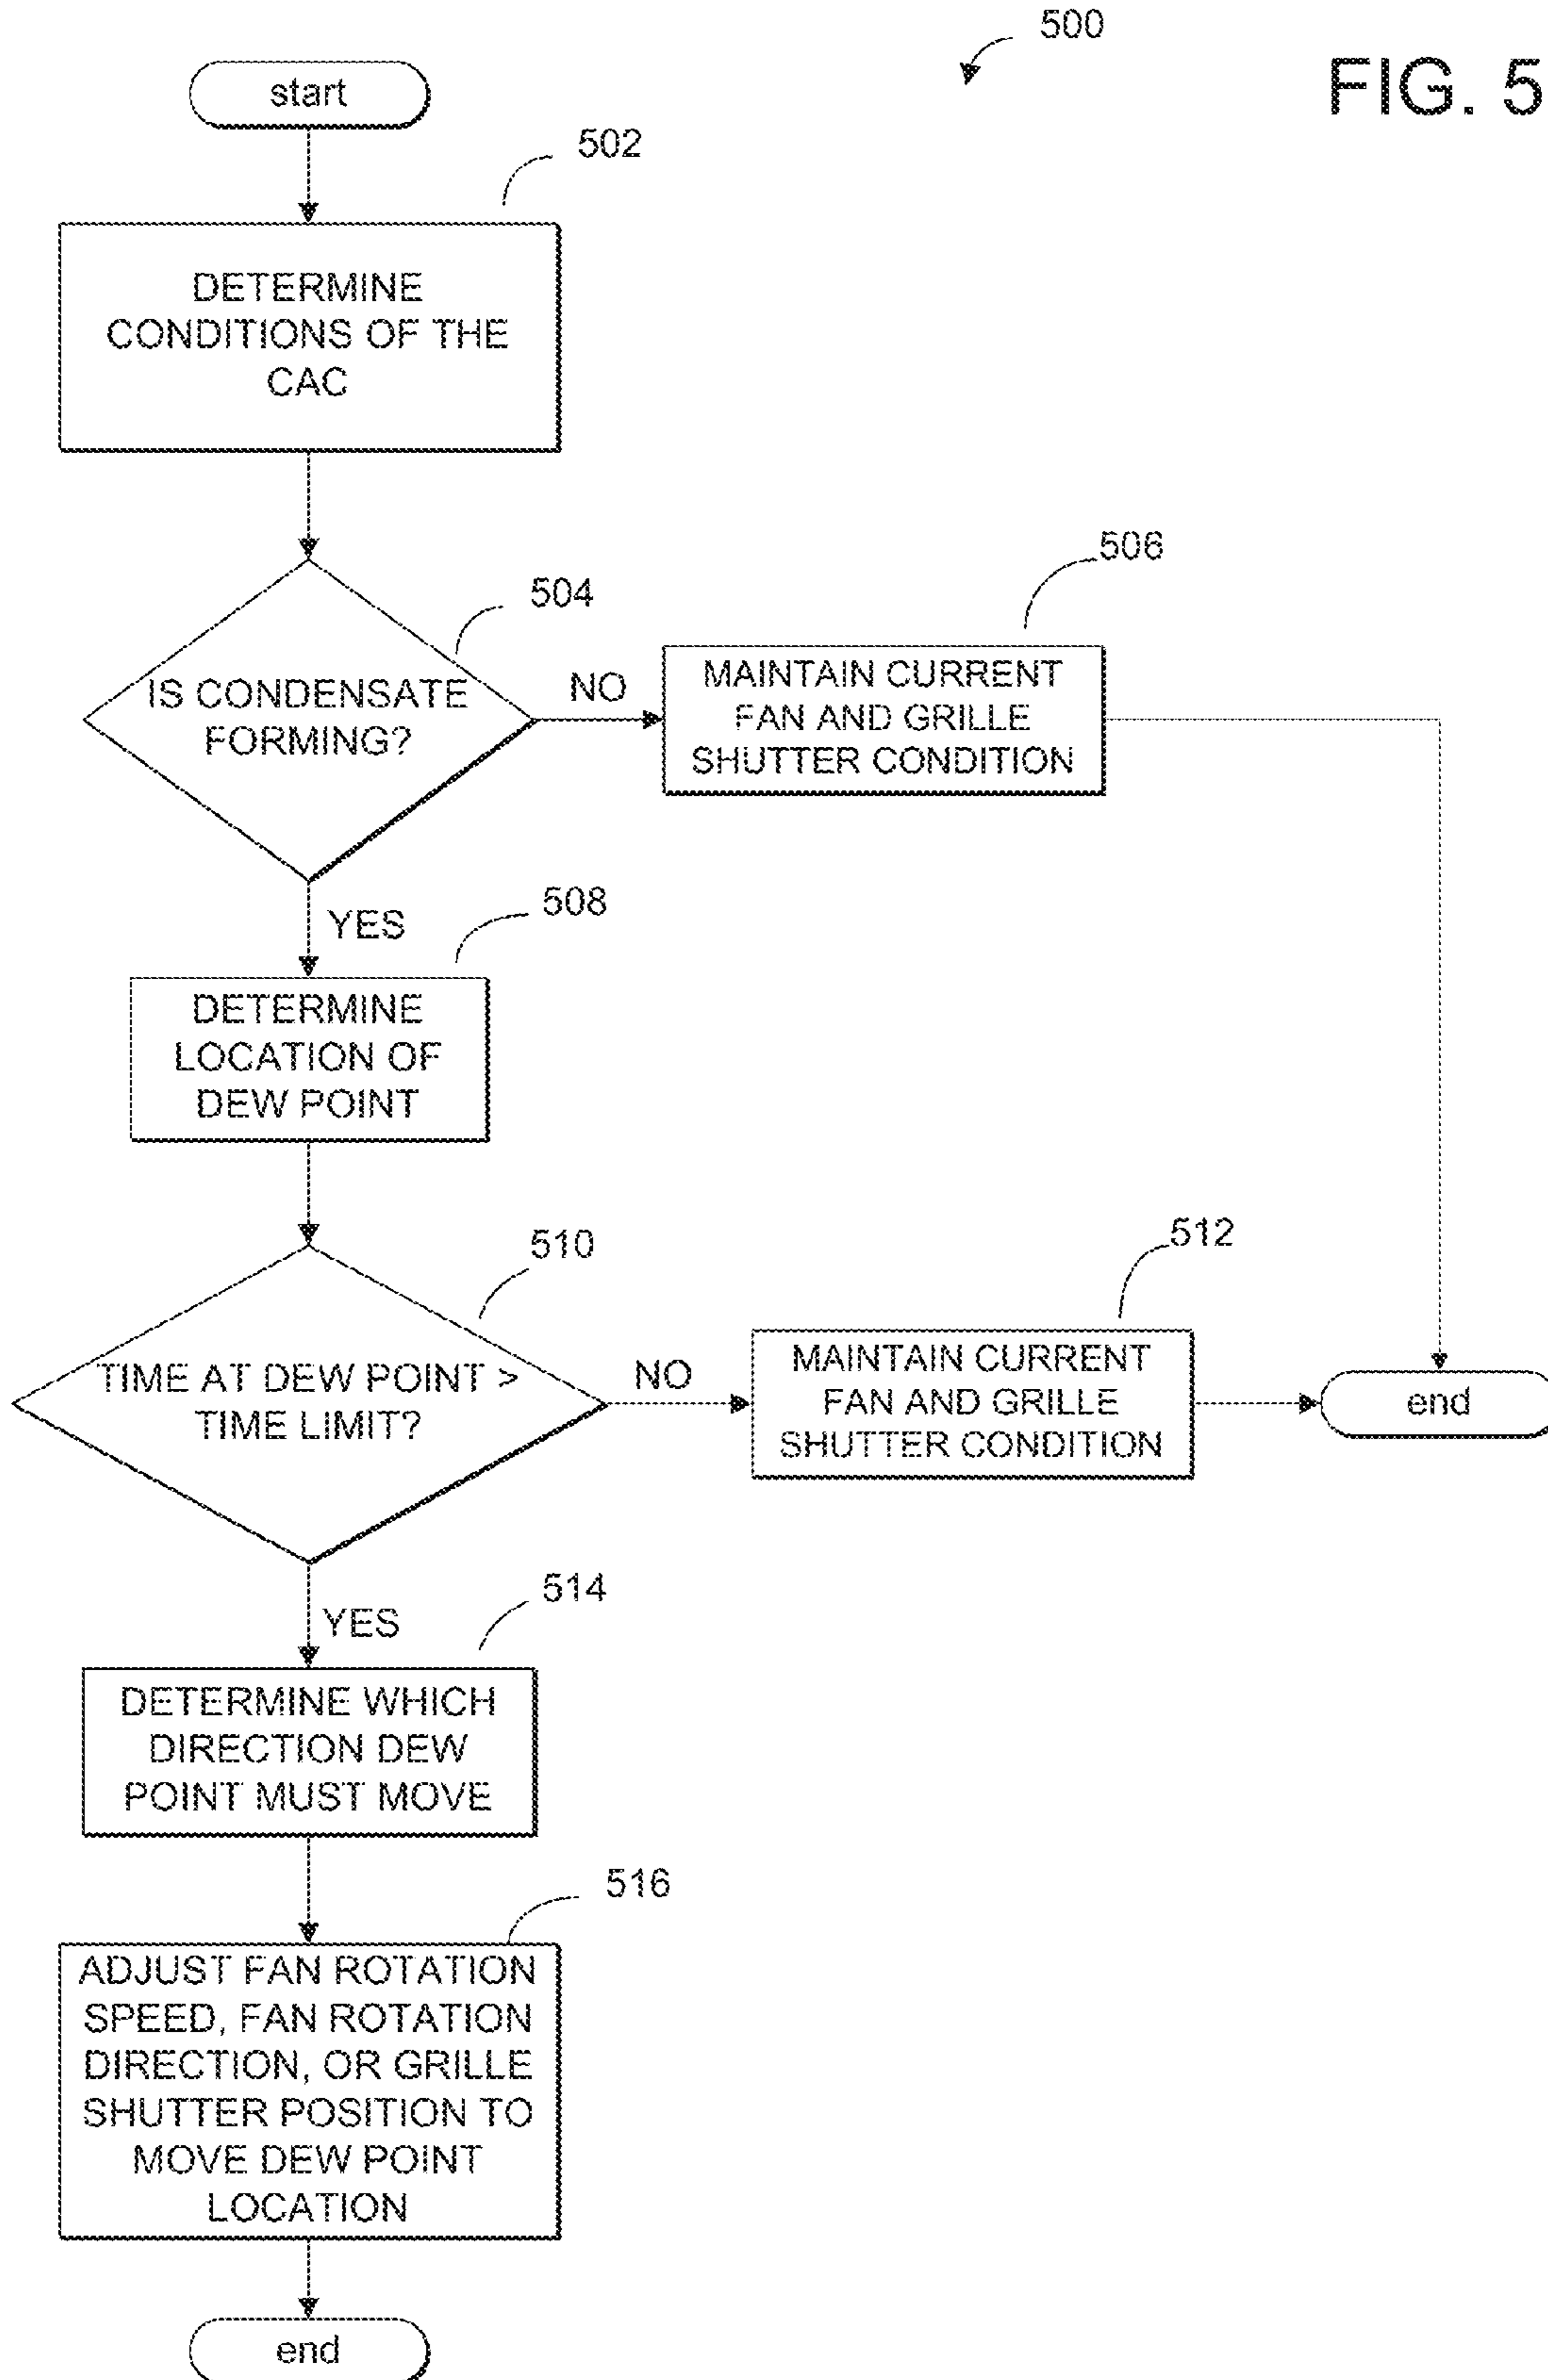 500
FIG. 5
start
502
DETERMINE
CONDITIONS OF THE
CAC
504
IS CONDENSATE
FORMING?
NO
506
MAINTAIN CURRENT
FAN AND GRILLE
SHUTTER CONDITION
YES
508
DETERMINE
LOCATION OF
DEW POINT
510
TIME AT DEW POINT >
TIME LIMIT?
NO
512
MAINTAIN CURRENT
FAN AND GRILLE
SHUTTER CONDITION
end
YES
514
DETERMINE WHICH
DIRECTION DEW
POINT MUST MOVE
516
ADJUST FAN ROTATION
SPEED, FAN ROTATION
DIRECTION, OR GRILLE
SHUTTER POSITION TO
MOVE DEW POINT
LOCATION
end